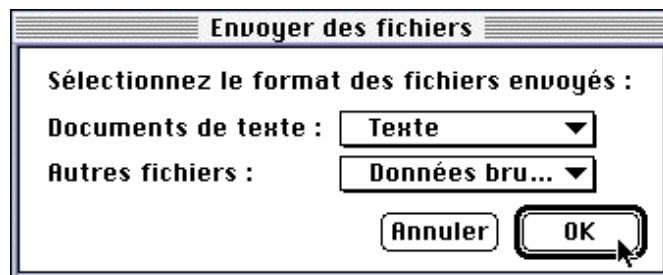 Envoyer des fichiers
Sélectionnez le format des fichiers envoyés :
Documents de texte : Texte
Autres fichiers : Données bru...
Annuler OK